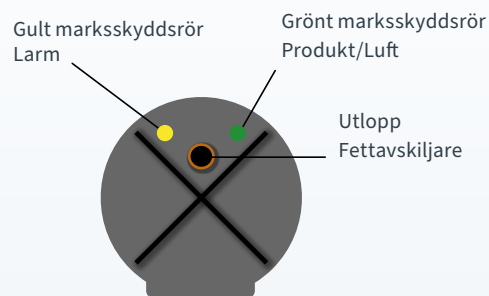 Gult marksskyddsrör
Larm
Grönt marksskyddsrör
Produkt/Luft
Utlopp
Fettavskiljare